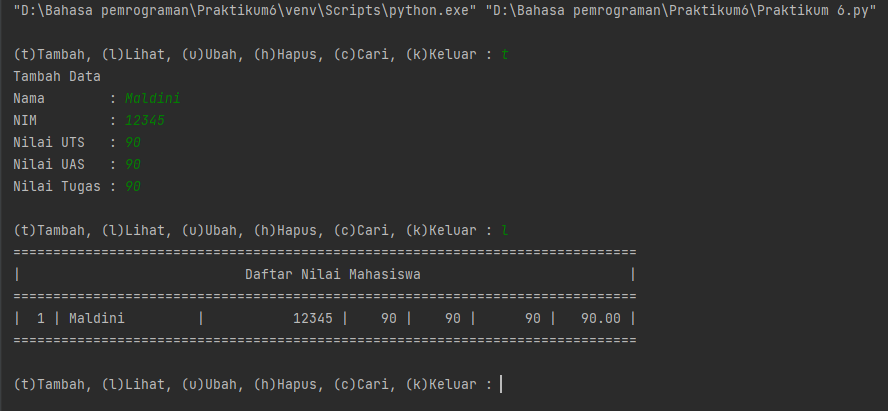 "D:\Bahasa pemrograman\Praktikum6\venv\Scripts\python.exe" "D:\Bahasa pemrograman\Praktikum6\Praktikum 6.py"
(t)Tambah, (l)Lihat, (u)Ubah, (h)Hapus, (c)Cari, (k)Keluar : t
Tambah Data
Nama        : Maldini
NIM         : 12345
Nilai UTS   : 90
Nilai UAS   : 90
Nilai Tugas : 90
(t)Tambah, (l)Lihat, (u)Ubah, (h)Hapus, (c)Cari, (k)Keluar : l
==============================================================================
|                            Daftar Nilai Mahasiswa                          |
==============================================================================
|  1 | Maldini         |           12345 |    90 |    90 |      90 |   90.00 |
==============================================================================
(t)Tambah, (l)Lihat, (u)Ubah, (h)Hapus, (c)Cari, (k)Keluar :